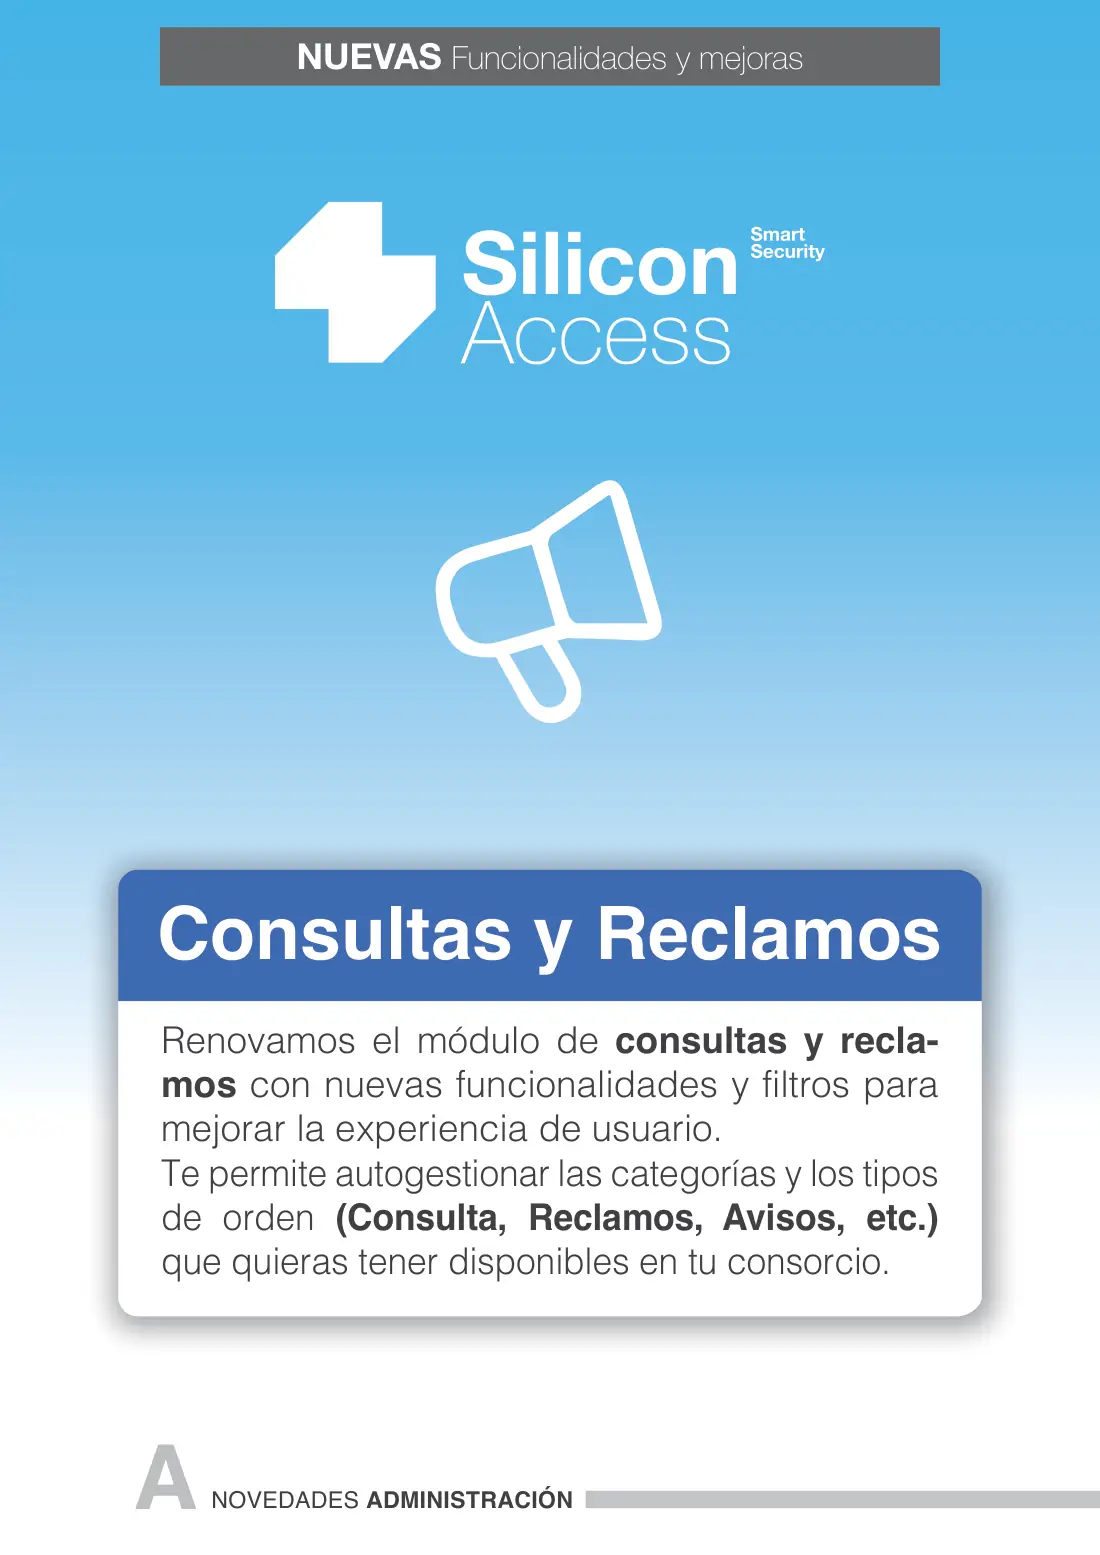 NUEVAS Funcionalidades y mejoras
Silicon
Smart
Security
Access
Consultas y Reclamos
Renovamos el módulo de consultas y recla-
mos con nuevas funcionalidades y filtros para
mejorar la experiencia de usuario.
Te permite autogestionar las categorías y los tipos
de orden (Consulta, Reclamos, Avisos, etc.)
que quieras tener disponibles en tu consorcio.
A NOVEDADES ADMINISTRACIÓN